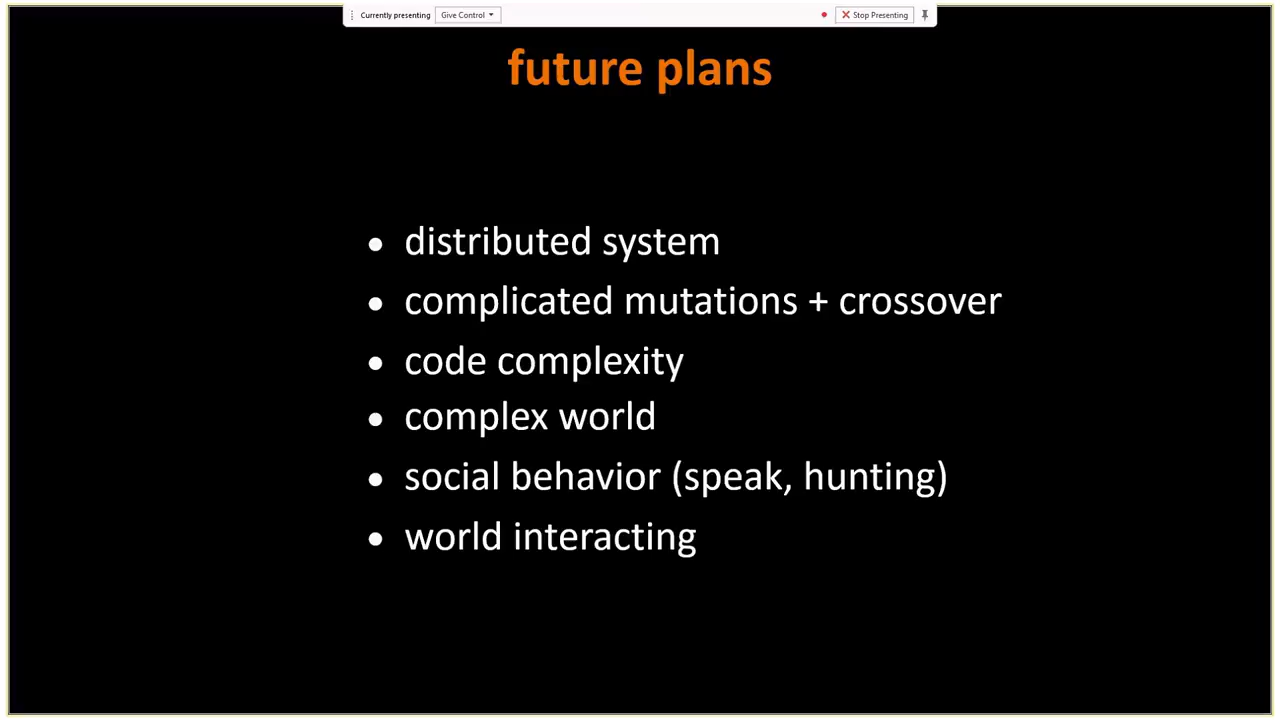 Currently presenting Give Control Stop Presenting
future plans
• distributed system
• complicated mutations + crossover
• code complexity
• complex world
• social behavior (speak, hunting)
• world interacting